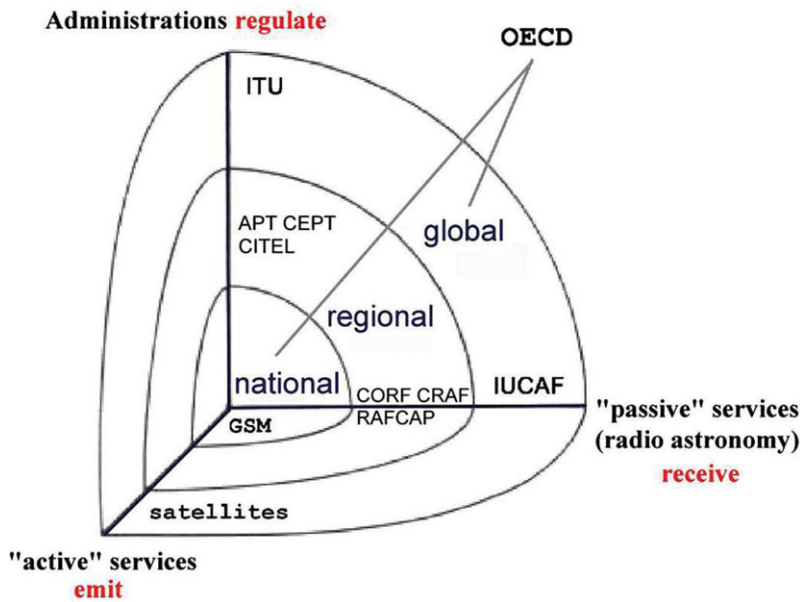 Administrations regulate
OECD
ITU
APT CEPT
CITEL
global
regional
national
CORF CRAF
IUCAF
RAFCAP
GSM
"passive" services
(radio astronomy)
receive
satellites
"active" services
emit